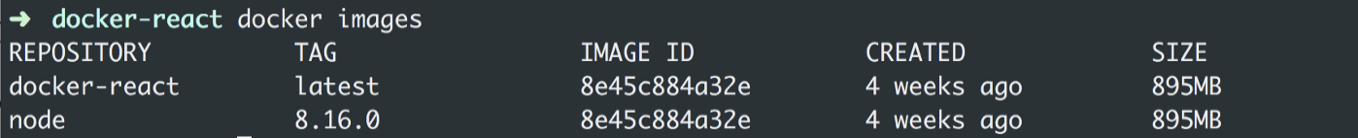 ➜ docker-react docker images
REPOSITORY TAG IMAGE ID CREATED SIZE
docker-react latest 8e45c884a32e 4 weeks ago 895MB
node 8.16.0 8e45c884a32e 4 weeks ago 895MB